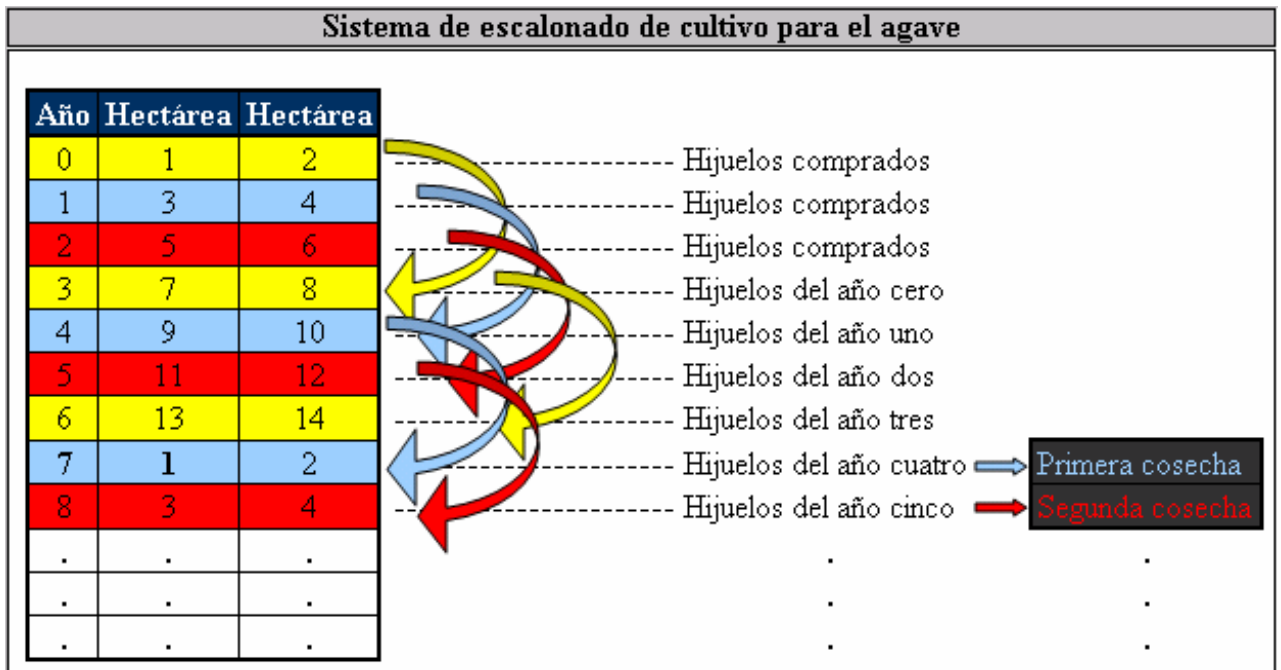 Sistema de escalonado de cultivo para el agave
Año Hectárea Hectárea
0 1 2 Hijuelos comprados
1 3 4 Hijuelos comprados
2 5 6 Hijuelos comprados
3 7 8 Hijuelos del año cero
4 9 10 Hijuelos del año uno
5 11 12 Hijuelos del año dos
6 13 14 Hijuelos del año tres
7 1 2 Hijuelos del año cuatro Primera cosecha
8 3 4 Hijuelos del año cinco Segunda cosecha
. . . . .
. . . . .
. . . . .